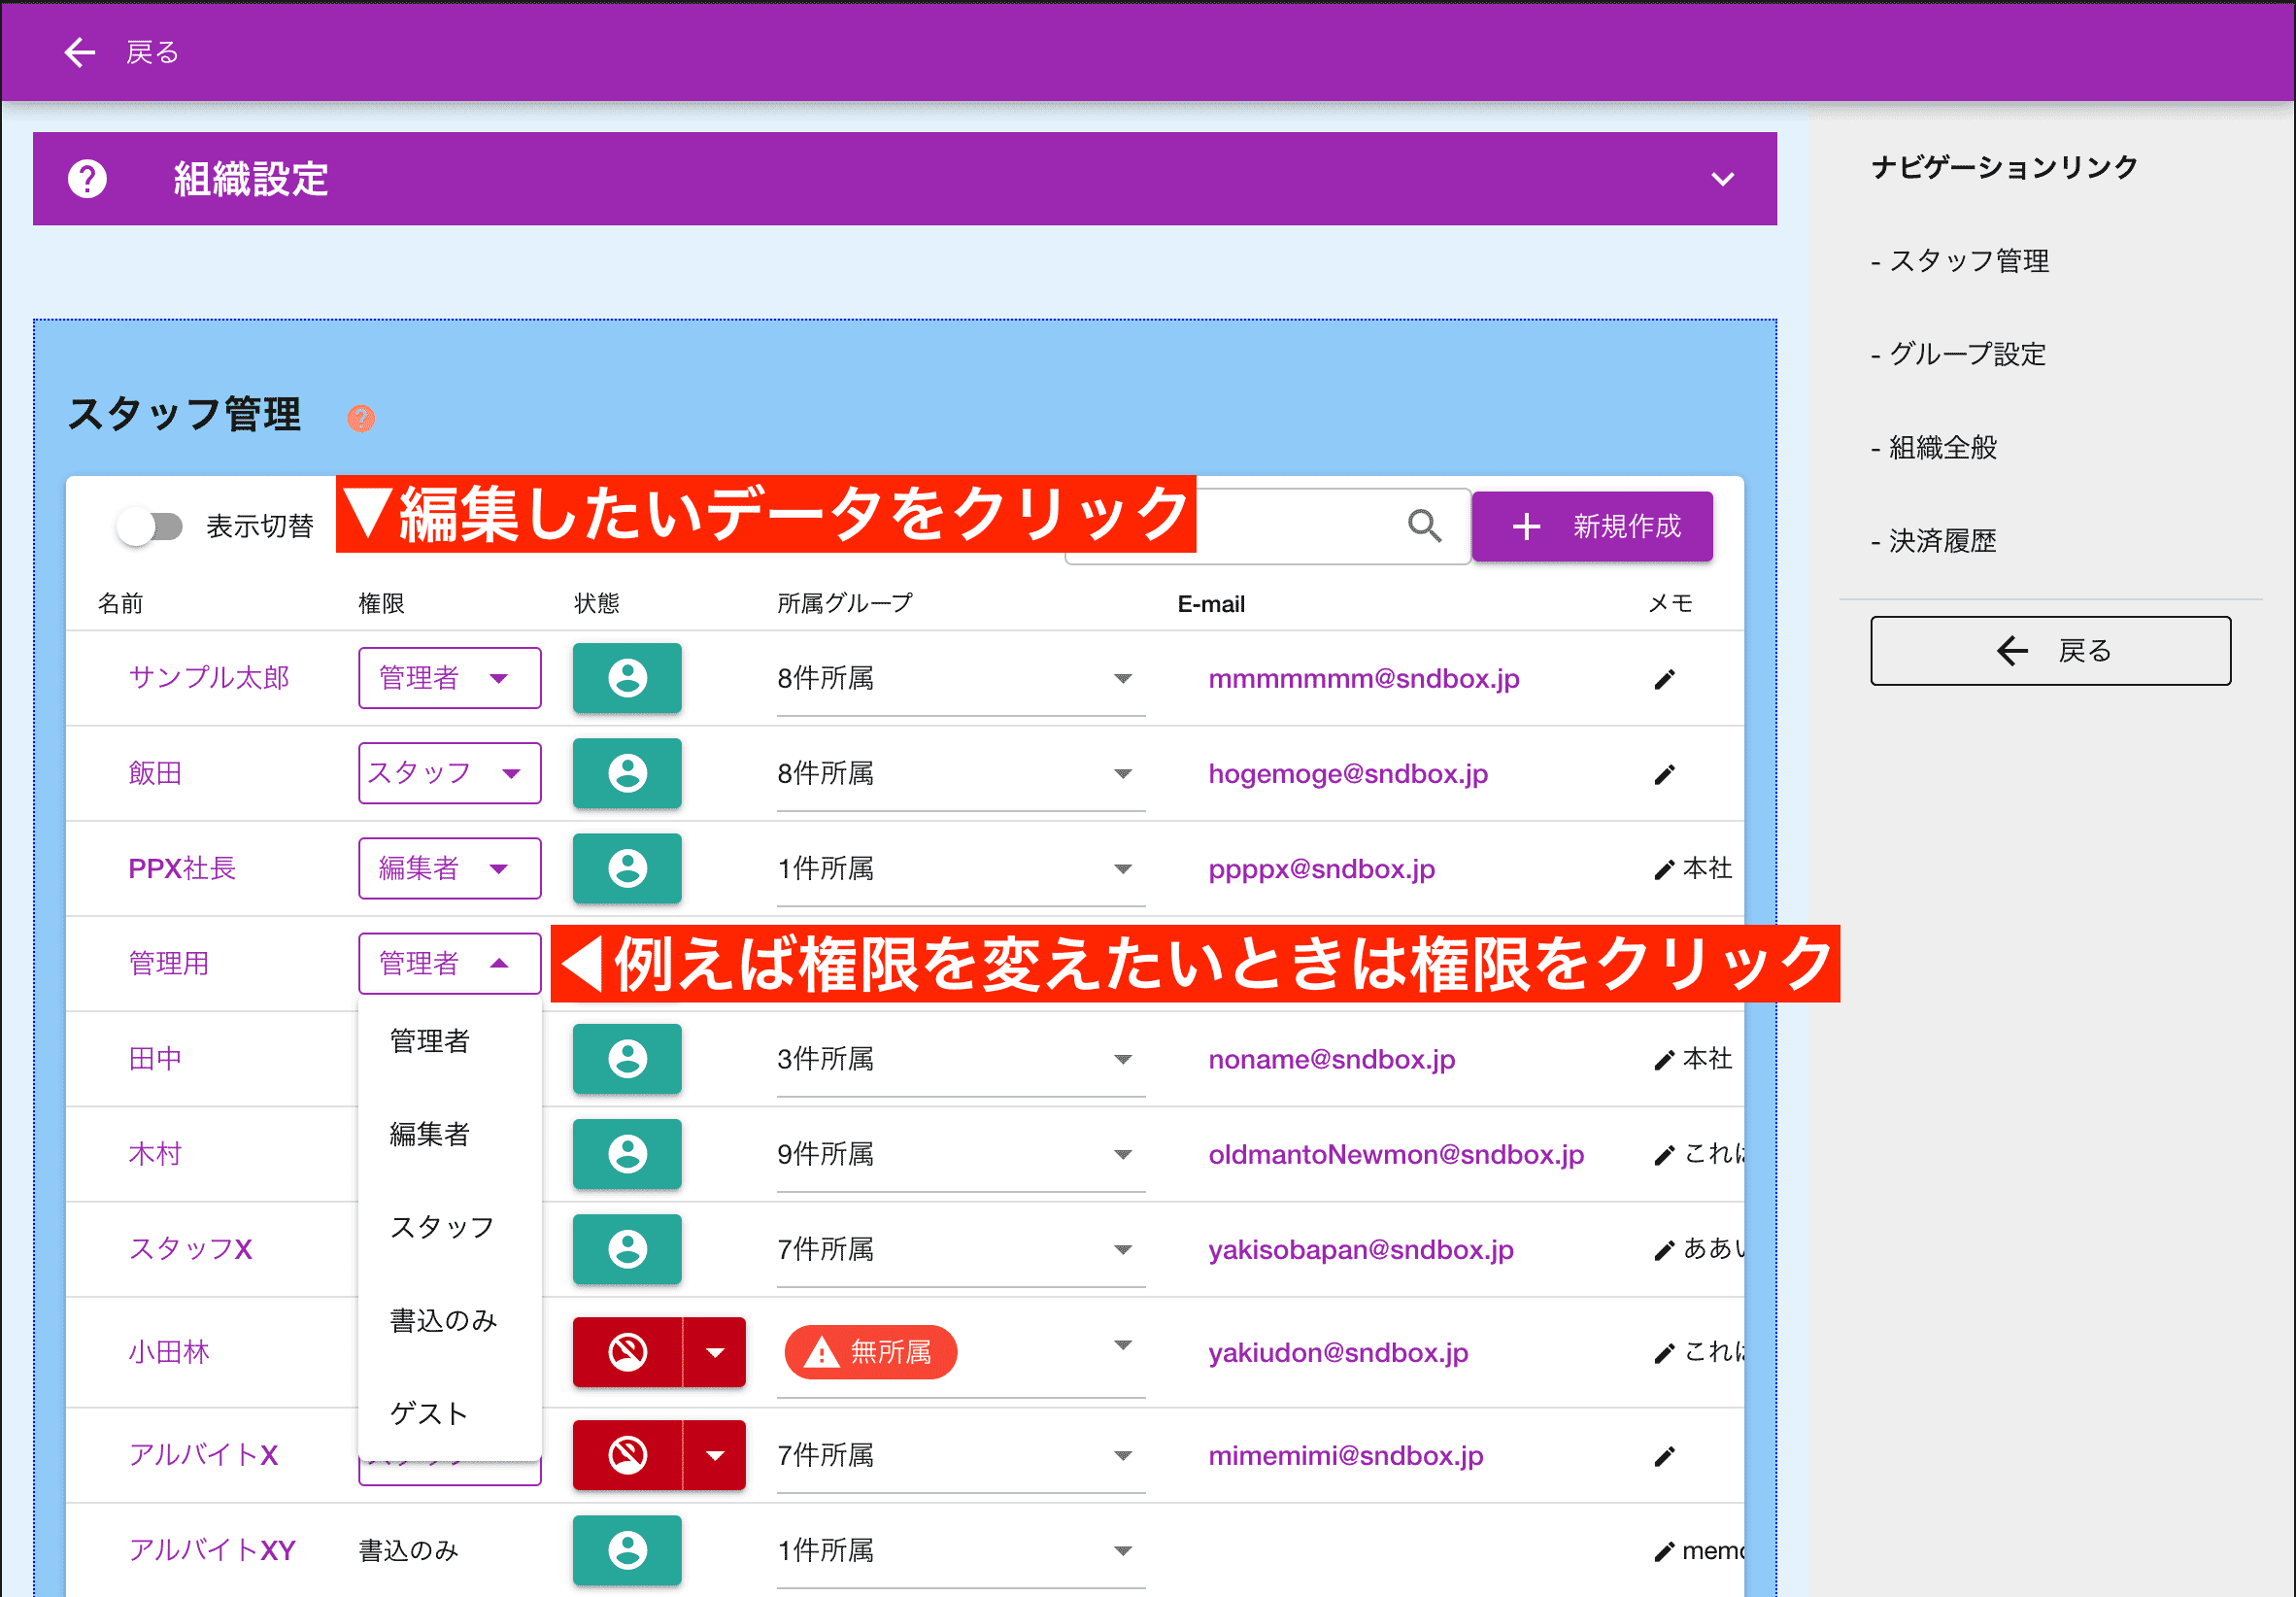 戻る
組織設定
スタッフ管理
表示切替
▼編集したいデータをクリック
新規作成
名前 権限 状態 所属グループ E-mail メモ
サンプル太郎 管理者 8件所属 mmmmmmm@sndbox.jp
飯田 スタッフ 8件所属 hogemoge@sndbox.jp
PPX社長 編集者 1件所属 ppppx@sndbox.jp 本社
管理用 管理者 ◀例えば権限を変えたいときは権限をクリック
管理者
編集者
スタッフ
書込のみ
ゲスト
田中 3件所属 noname@sndbox.jp 本社
木村 9件所属 oldmantoNewmon@sndbox.jp これは
スタッフX 7件所属 yakisobapan@sndbox.jp ああい
小田林 無所属 yakiudon@sndbox.jp これは
アルバイトX 7件所属 mimemimi@sndbox.jp
アルバイトXY 書込のみ 1件所属 memo
ナビゲーションリンク
- スタッフ管理
- グループ設定
- 組織全般
- 決済履歴
戻る